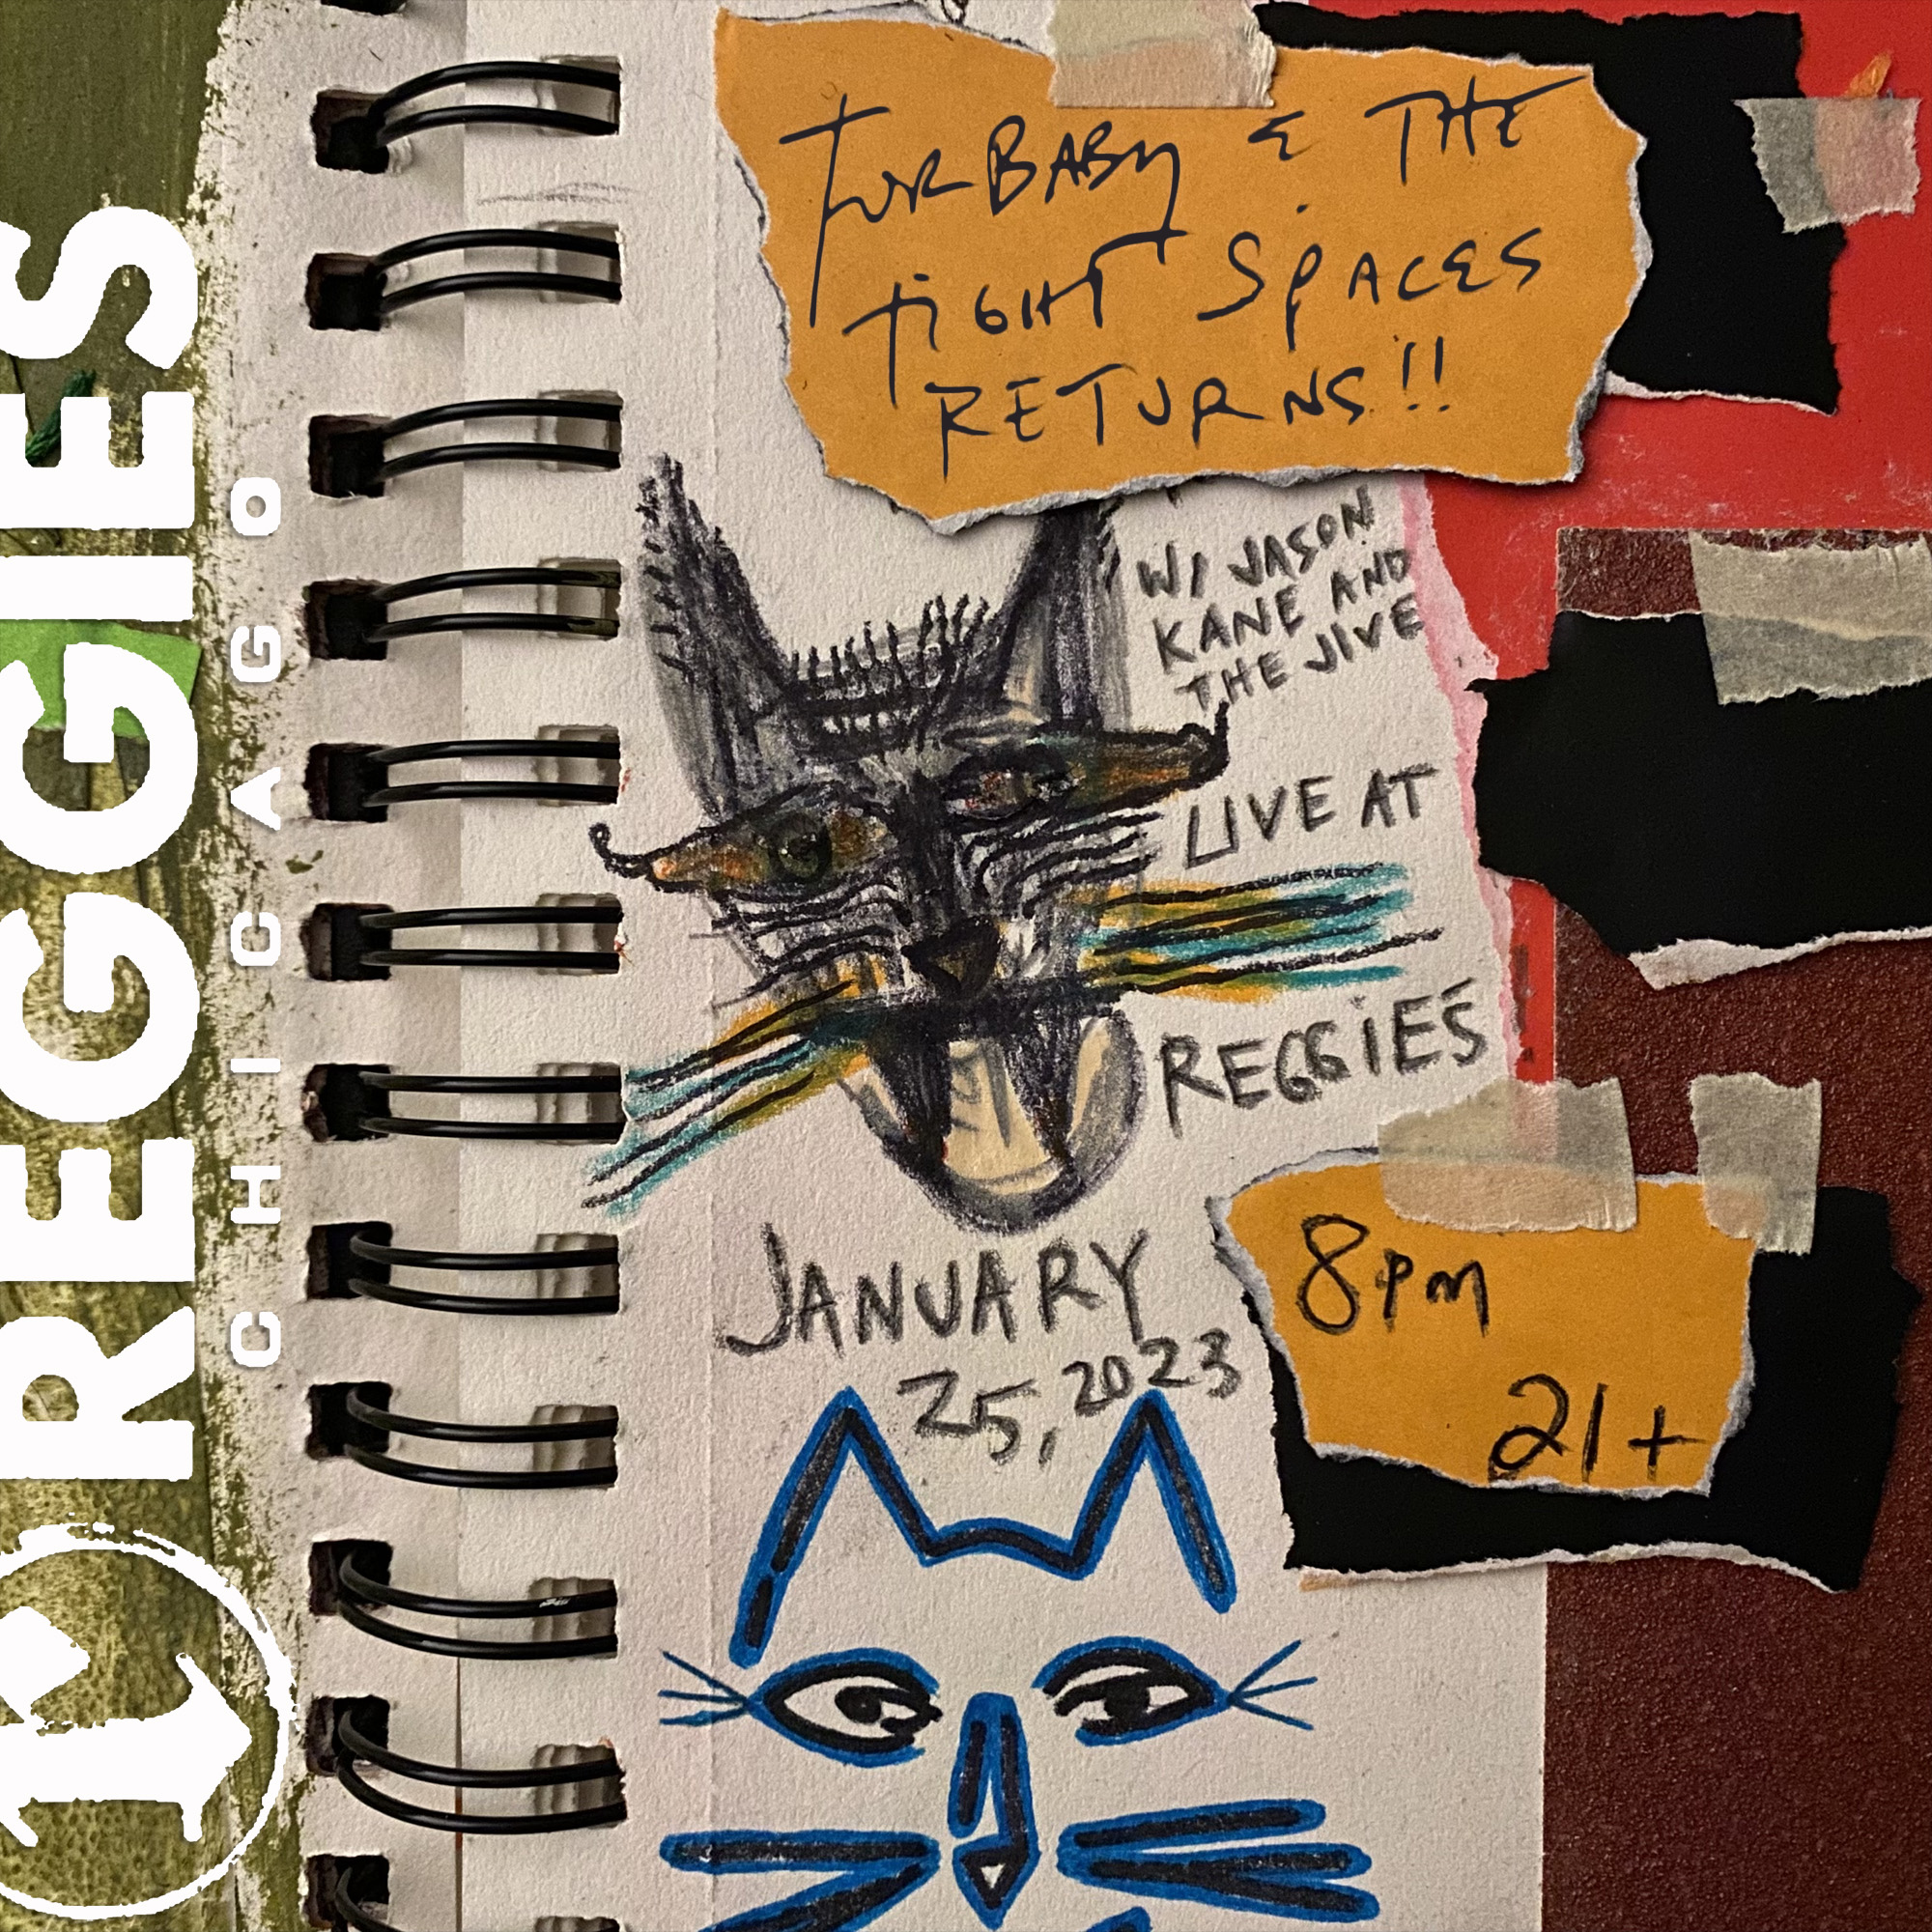 FURBABY & THE
TIGHT SPACES
RETURNS!!
W/ JASON
KANE AND
THE JIVE
LIVE AT
REGGIES
JANUARY
25, 2023
8PM
21+
REGGIES
CHICAGO